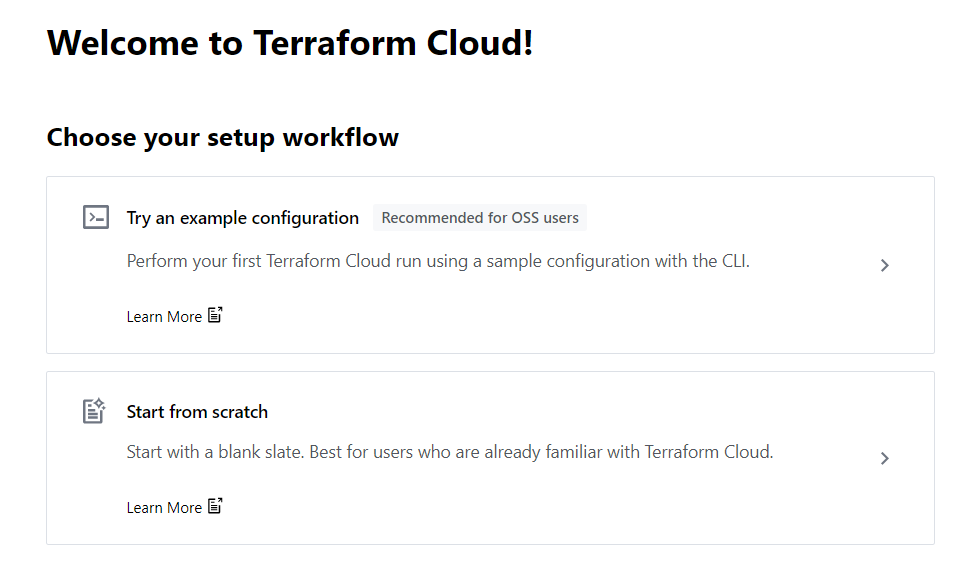 Welcome to Terraform Cloud!
Choose your setup workflow
Try an example configuration Recommended for OSS users
Perform your first Terraform Cloud run using a sample configuration with the CLI.
Learn More
Start from scratch
Start with a blank slate. Best for users who are already familiar with Terraform Cloud.
Learn More